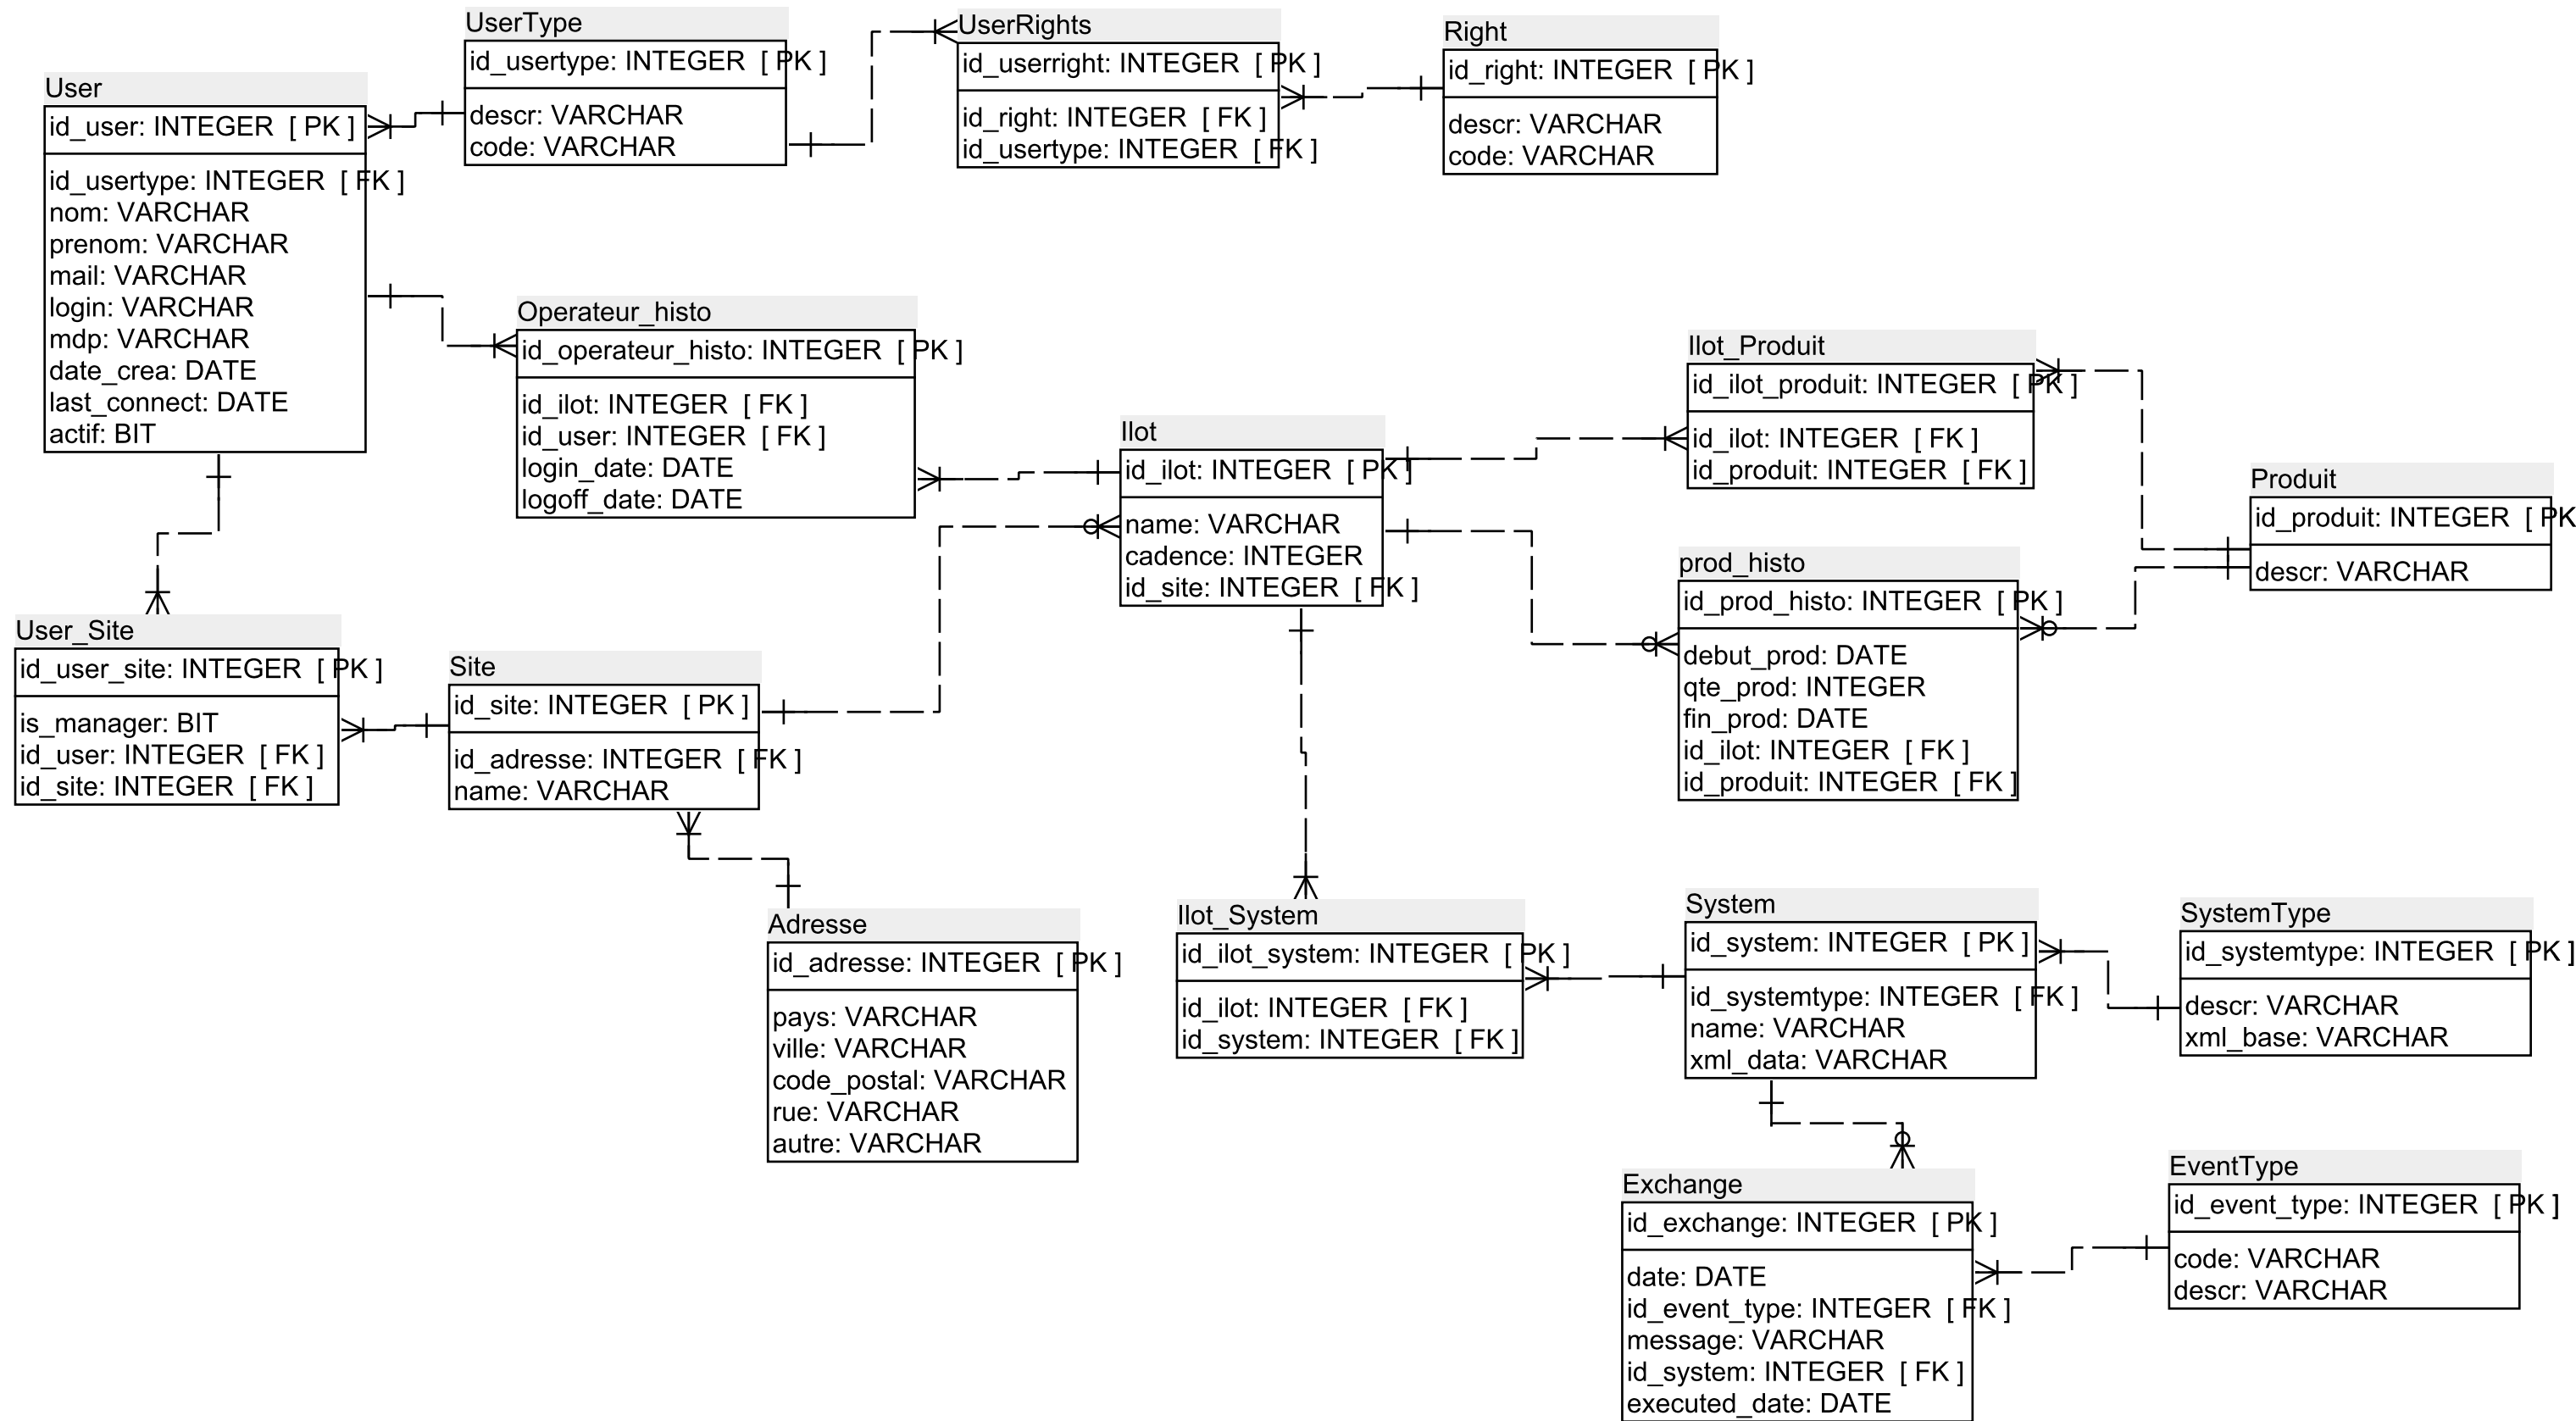 User
id_user: INTEGER [ PK ]
id_usertype: INTEGER [ FK ]
nom: VARCHAR
prenom: VARCHAR
mail: VARCHAR
login: VARCHAR
mdp: VARCHAR
date_crea: DATE
last_connect: DATE
actif: BIT
UserType
id_usertype: INTEGER [ PK ]
descr: VARCHAR
code: VARCHAR
UserRights
id_userright: INTEGER [ PK ]
id_right: INTEGER [ FK ]
id_usertype: INTEGER [ FK ]
Right
id_right: INTEGER [ PK ]
descr: VARCHAR
code: VARCHAR
Operateur_histo
id_operateur_histo: INTEGER [ PK ]
id_ilot: INTEGER [ FK ]
id_user: INTEGER [ FK ]
login_date: DATE
logoff_date: DATE
Ilot
id_ilot: INTEGER [ PK ]
name: VARCHAR
cadence: INTEGER
id_site: INTEGER [ FK ]
Ilot_Produit
id_ilot_produit: INTEGER [ PK ]
id_ilot: INTEGER [ FK ]
id_produit: INTEGER [ FK ]
Produit
id_produit: INTEGER [ PK
descr: VARCHAR
prod_histo
id_prod_histo: INTEGER [ PK ]
debut_prod: DATE
qte_prod: INTEGER
fin_prod: DATE
id_ilot: INTEGER [ FK ]
id_produit: INTEGER [ FK ]
User_Site
id_user_site: INTEGER [ PK ]
is_manager: BIT
id_user: INTEGER [ FK ]
id_site: INTEGER [ FK ]
Site
id_site: INTEGER [ PK ]
id_adresse: INTEGER [ FK ]
name: VARCHAR
Adresse
id_adresse: INTEGER [ PK ]
pays: VARCHAR
ville: VARCHAR
code_postal: VARCHAR
rue: VARCHAR
autre: VARCHAR
Ilot_System
id_ilot_system: INTEGER [ PK ]
id_ilot: INTEGER [ FK ]
id_system: INTEGER [ FK ]
System
id_system: INTEGER [ PK ]
id_systemtype: INTEGER [ FK ]
name: VARCHAR
xml_data: VARCHAR
SystemType
id_systemtype: INTEGER [ PK ]
descr: VARCHAR
xml_base: VARCHAR
Exchange
id_exchange: INTEGER [ PK ]
date: DATE
id_event_type: INTEGER [ FK ]
message: VARCHAR
id_system: INTEGER [ FK ]
executed_date: DATE
EventType
id_event_type: INTEGER [ PK ]
code: VARCHAR
descr: VARCHAR